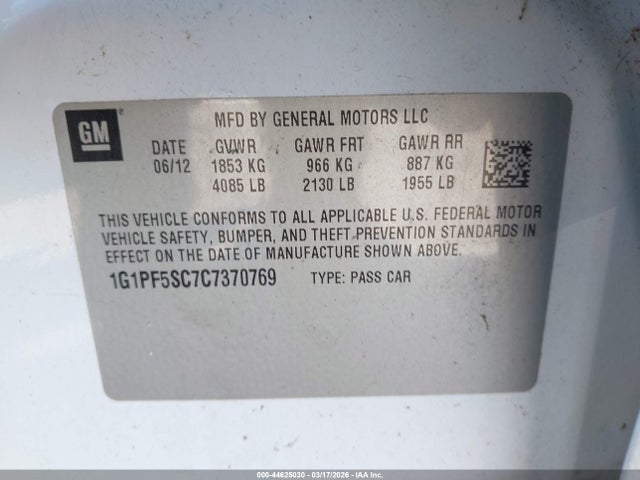 GM
MFD BY GENERAL MOTORS LLC
DATE GVWR GAWR FRT GAWR RR
06/12 1853 KG 966 KG 887 KG
4085 LB 2130 LB 1955 LB
THIS VEHICLE CONFORMS TO ALL APPLICABLE U.S. FEDERAL MOTOR
VEHICLE SAFETY, BUMPER, AND THEFT PREVENTION STANDARDS IN
EFFECT ON THE DATE OF MANUFACTURE SHOWN ABOVE.
1G1PF5SC7C7370769 TYPE: PASS CAR
000-44625030 - 03/17/2026 - IAA, Inc.